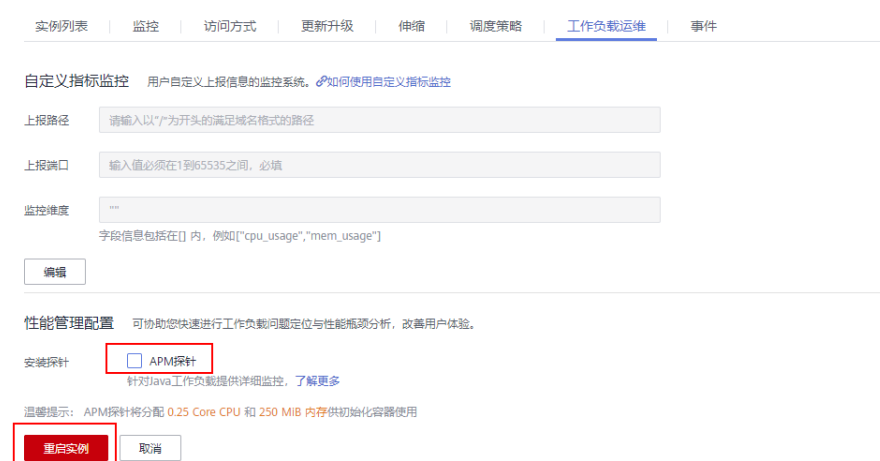 实例列表 监控 访问方式 更新升级 伸缩 调度策略 工作负载运维 事件
自定义指标监控 用户自定义上报信息的监控系统。如何使用自定义指标监控
上报路径 请输入以"/"为开头的满足域名格式的路径
上报端口 输入值必须在1到65535之间，必填
监控维度 ""
字段信息包括在[] 内，例如["cpu_usage","mem_usage"]
编辑
性能管理配置 可协助您快速进行工作负载问题定位与性能瓶颈分析，改善用户体验。
安装探针 APM探针
针对Java工作负载提供详细监控，了解更多
温馨提示： APM探针将分配 0.25 Core CPU 和 250 MiB 内存供初始化容器使用
重启实例 取消